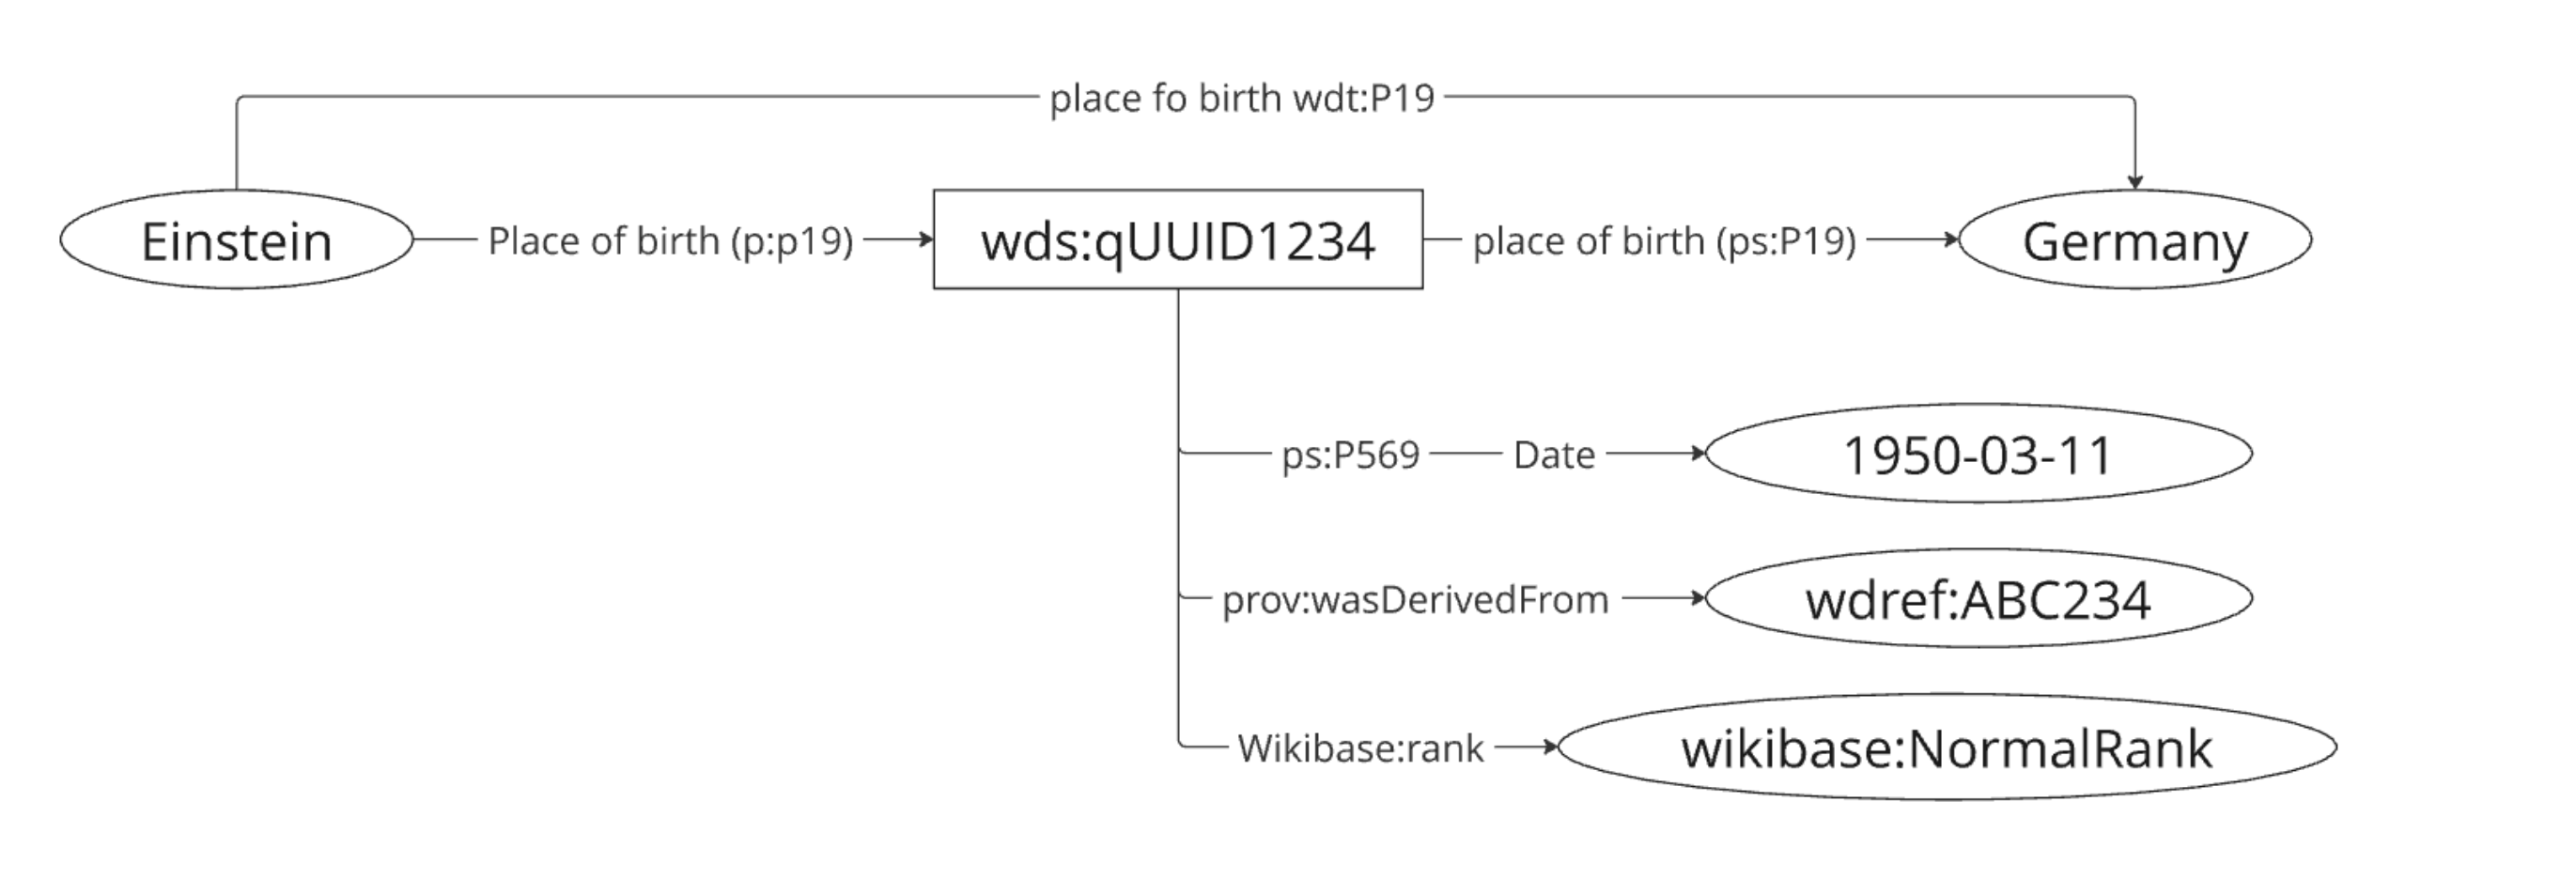 place fo birth wdt:P19
Einstein
Place of birth (p:p19)
wds:qUUID1234
place of birth (ps:P19)
Germany
ps:P569
Date
1950-03-11
prov:wasDerivedFrom
wdref:ABC234
Wikibase:rank
wikibase:NormalRank